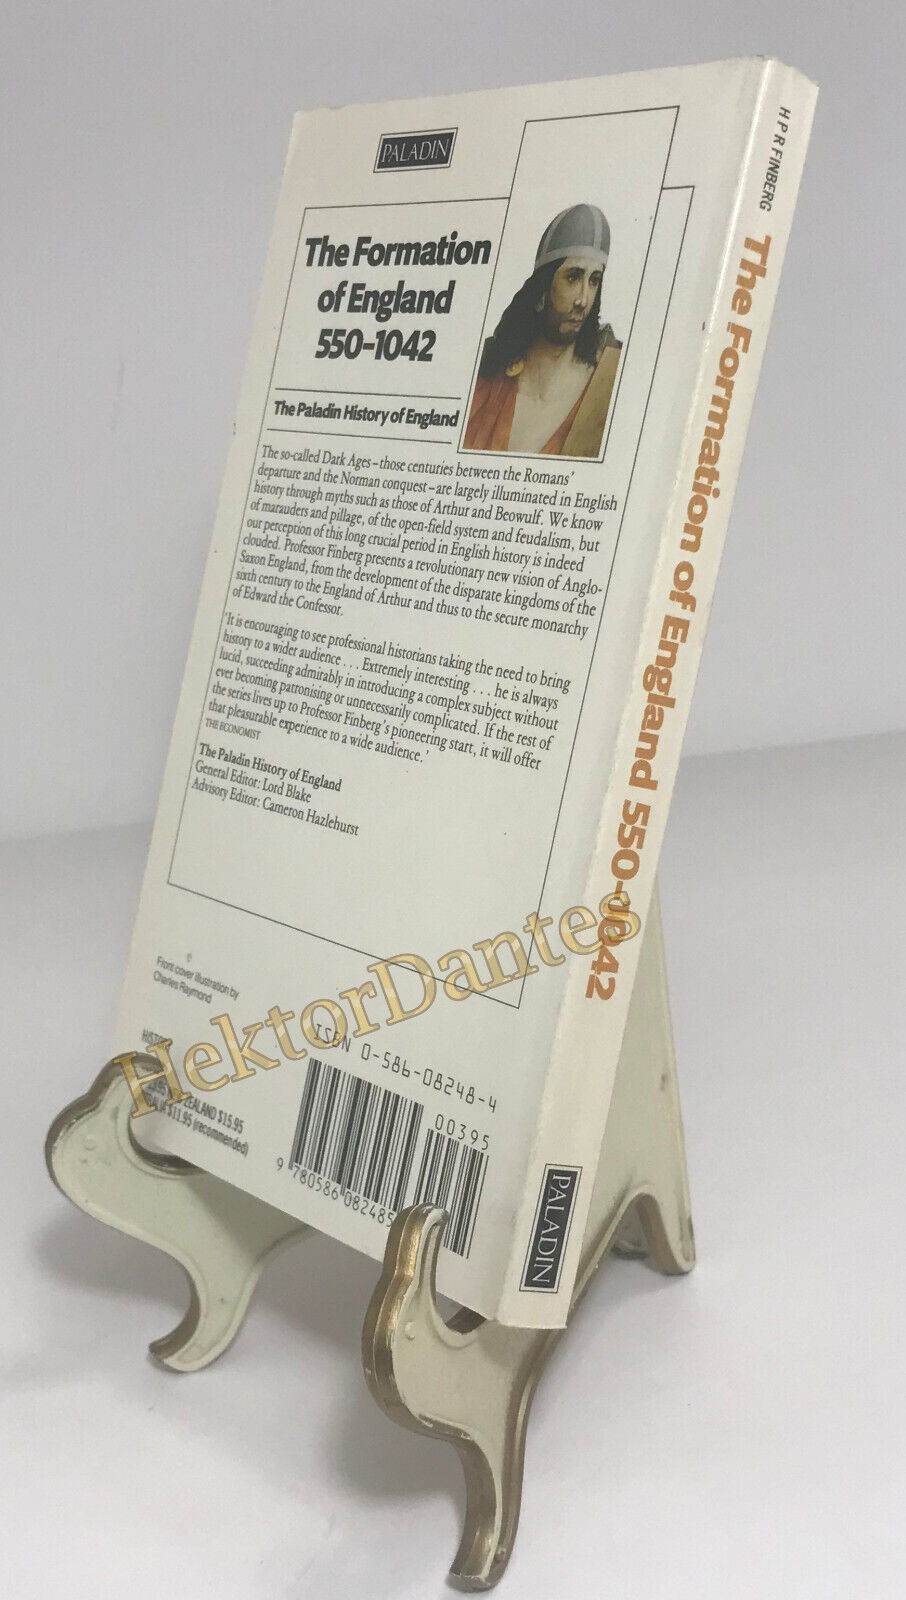 PALADIN
The Formation
of England
550-1042
The Paladin History of England
The so-called Dark Ages – those centuries between the Romans'
departure and the Norman conquest – are largely illuminated in English
history through myths such as those of Arthur and Beowulf. We know
of marauders and pillage, of the open-field system and feudalism, but
our perception of this long crucial period in English history is indeed
clouded. Professor Finberg presents a revolutionary new vision of Anglo-
Saxon England, from the development of the disparate kingdoms of the
sixth century to the England of Arthur and thus to the secure monarchy
of Edward the Confessor.
'It is encouraging to see professional historians taking the need to bring
history to a wider audience . . . Extremely interesting . . . he is always
lucid, succeeding admirably in introducing a complex subject without
ever becoming patronising or unnecessarily complicated. If the rest of
the series lives up to Professor Finberg's pioneering start, it will offer
that pleasurable experience to a wide audience.'
THE ECONOMIST
The Paladin History of England
General Editor: Lord Blake
Advisory Editor: Cameron Hazlehurst
Front cover illustration by
Charles Raymond
HISTORY
ZEALAND $15.95
$11.95 (recommended)
ISBN 0-586-08248-4
00395
9 780586 082485
H P R FINBERG
The Formation of England 550-1042
PALADIN
HektorDantes